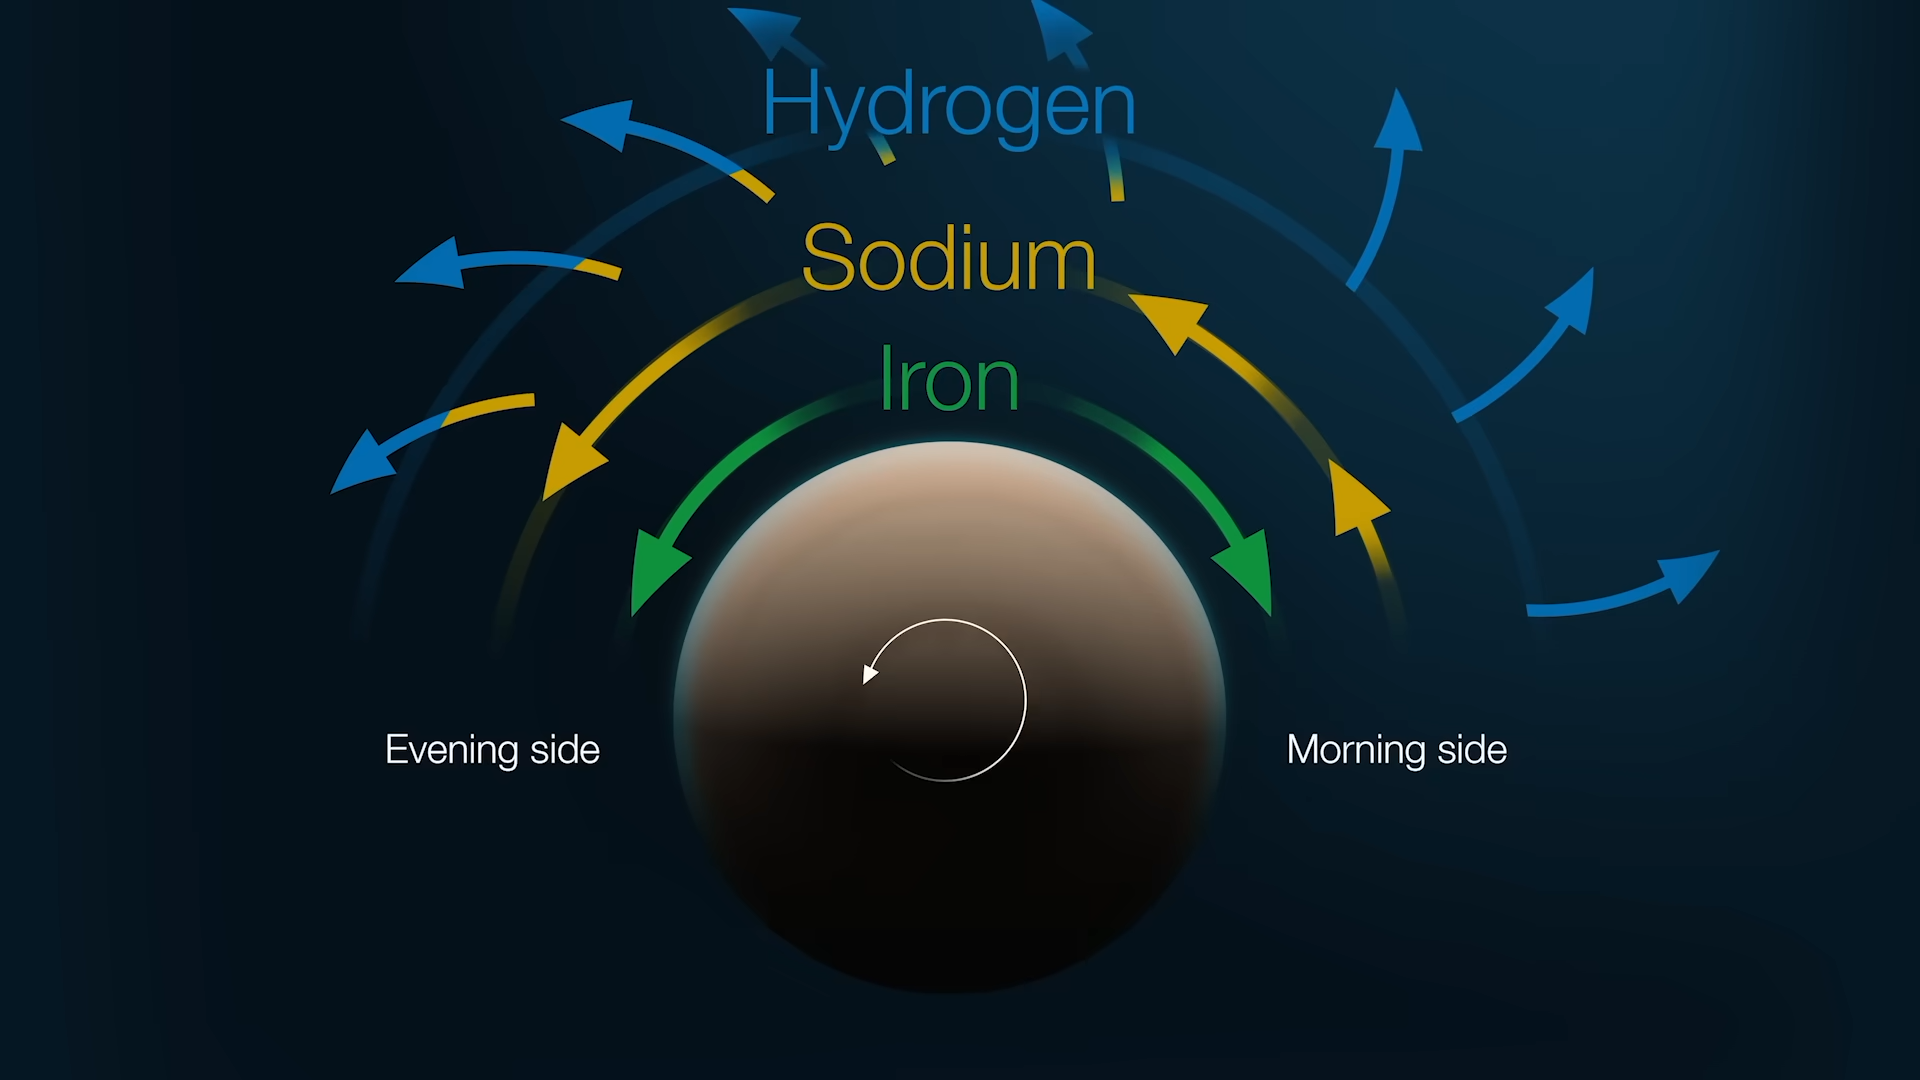 Hydrogen
Sodium
Iron
Evening side
Morning side